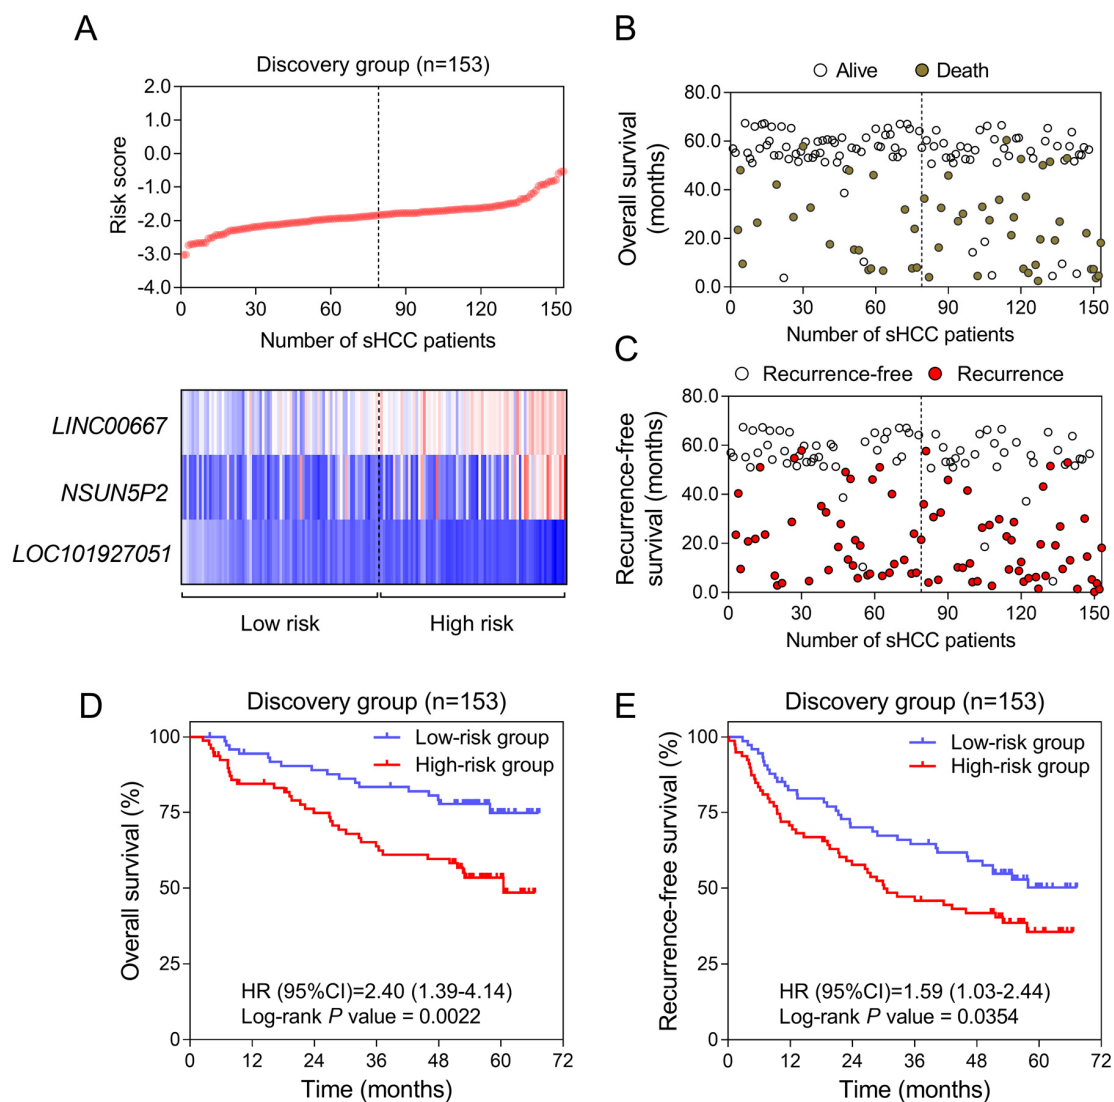 A
Discovery group (n=153)
Risk score
2.0
1.0
0.0
-1.0
-2.0
-3.0
-4.0
0
30
60
90
120
150
Number of sHCC patients
LINC00667
NSUN5P2
LOC101927051
Low risk
High risk
B
Alive
Death
Overall survival
(months)
80.0
60.0
40.0
20.0
0.0
0
30
60
90
120
150
Number of sHCC patients
C
Recurrence-free
Recurrence
Recurrence-free
survival (months)
80.0
60.0
40.0
20.0
0.0
0
30
60
90
120
150
Number of sHCC patients
D
Discovery group (n=153)
Low-risk group
High-risk group
Overall survival (%)
100
75
50
25
0
HR (95%CI)=2.40 (1.39-4.14)
Log-rank P value = 0.0022
0
12
24
36
48
60
72
Time (months)
E
Discovery group (n=153)
Low-risk group
High-risk group
Recurrence-free survival (%)
100
75
50
25
0
HR (95%CI)=1.59 (1.03-2.44)
Log-rank P value = 0.0354
0
12
24
36
48
60
72
Time (months)